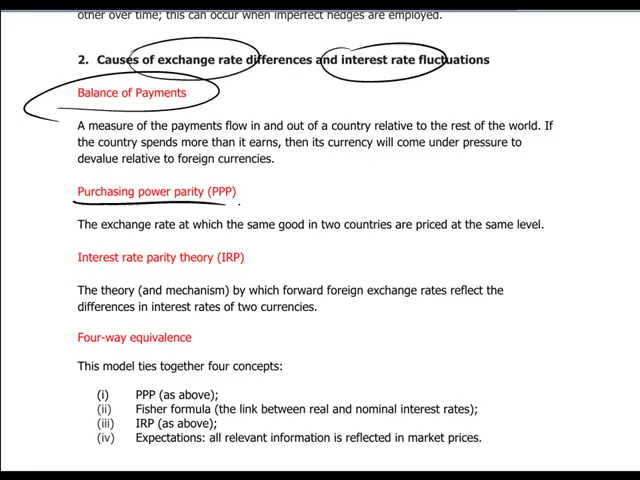 other over time; this can occur when imperfect hedges are employed.
2. Causes of exchange rate differences and interest rate fluctuations
Balance of Payments
A measure of the payments flow in and out of a country relative to the rest of the world. If
the country spends more than it earns, then its currency will come under pressure to
devalue relative to foreign currencies.
Purchasing power parity (PPP)
The exchange rate at which the same good in two countries are priced at the same level.
Interest rate parity theory (IRP)
The theory (and mechanism) by which forward foreign exchange rates reflect the
differences in interest rates of two currencies.
Four-way equivalence
This model ties together four concepts:
(i) PPP (as above);
(ii) Fisher formula (the link between real and nominal interest rates);
(iii) IRP (as above);
(iv) Expectations: all relevant information is reflected in market prices.